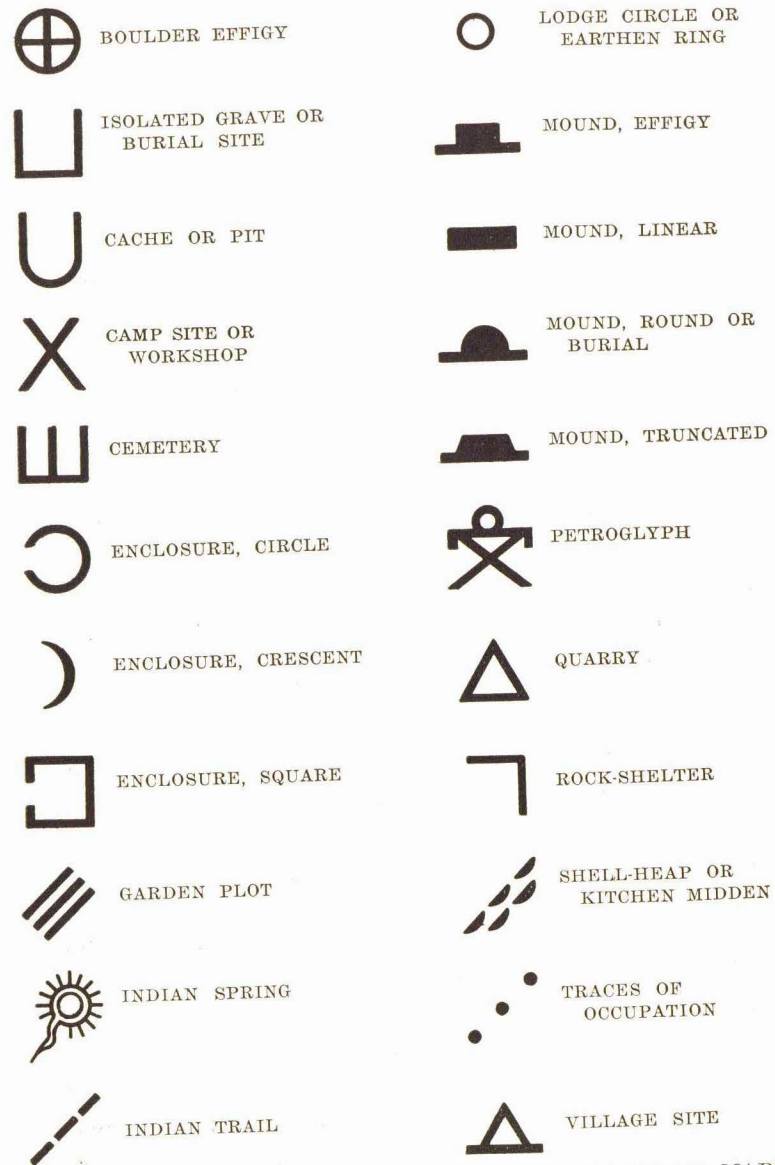 BOULDER EFFIGY
ISOLATED GRAVE OR
BURIAL SITE
CACHE OR PIT
CAMP SITE OR
WORKSHOP
CEMETERY
ENCLOSURE, CIRCLE
ENCLOSURE, CRESCENT
ENCLOSURE, SQUARE
GARDEN PLOT
INDIAN SPRING
INDIAN TRAIL
LODGE CIRCLE OR
EARTHEN RING
MOUND, EFFIGY
MOUND, LINEAR
MOUND, ROUND OR
BURIAL
MOUND, TRUNCATED
PETROGLYPH
QUARRY
ROCK-SHELTER
SHELL-HEAP OR
KITCHEN MIDDEN
TRACES OF
OCCUPATION
VILLAGE SITE